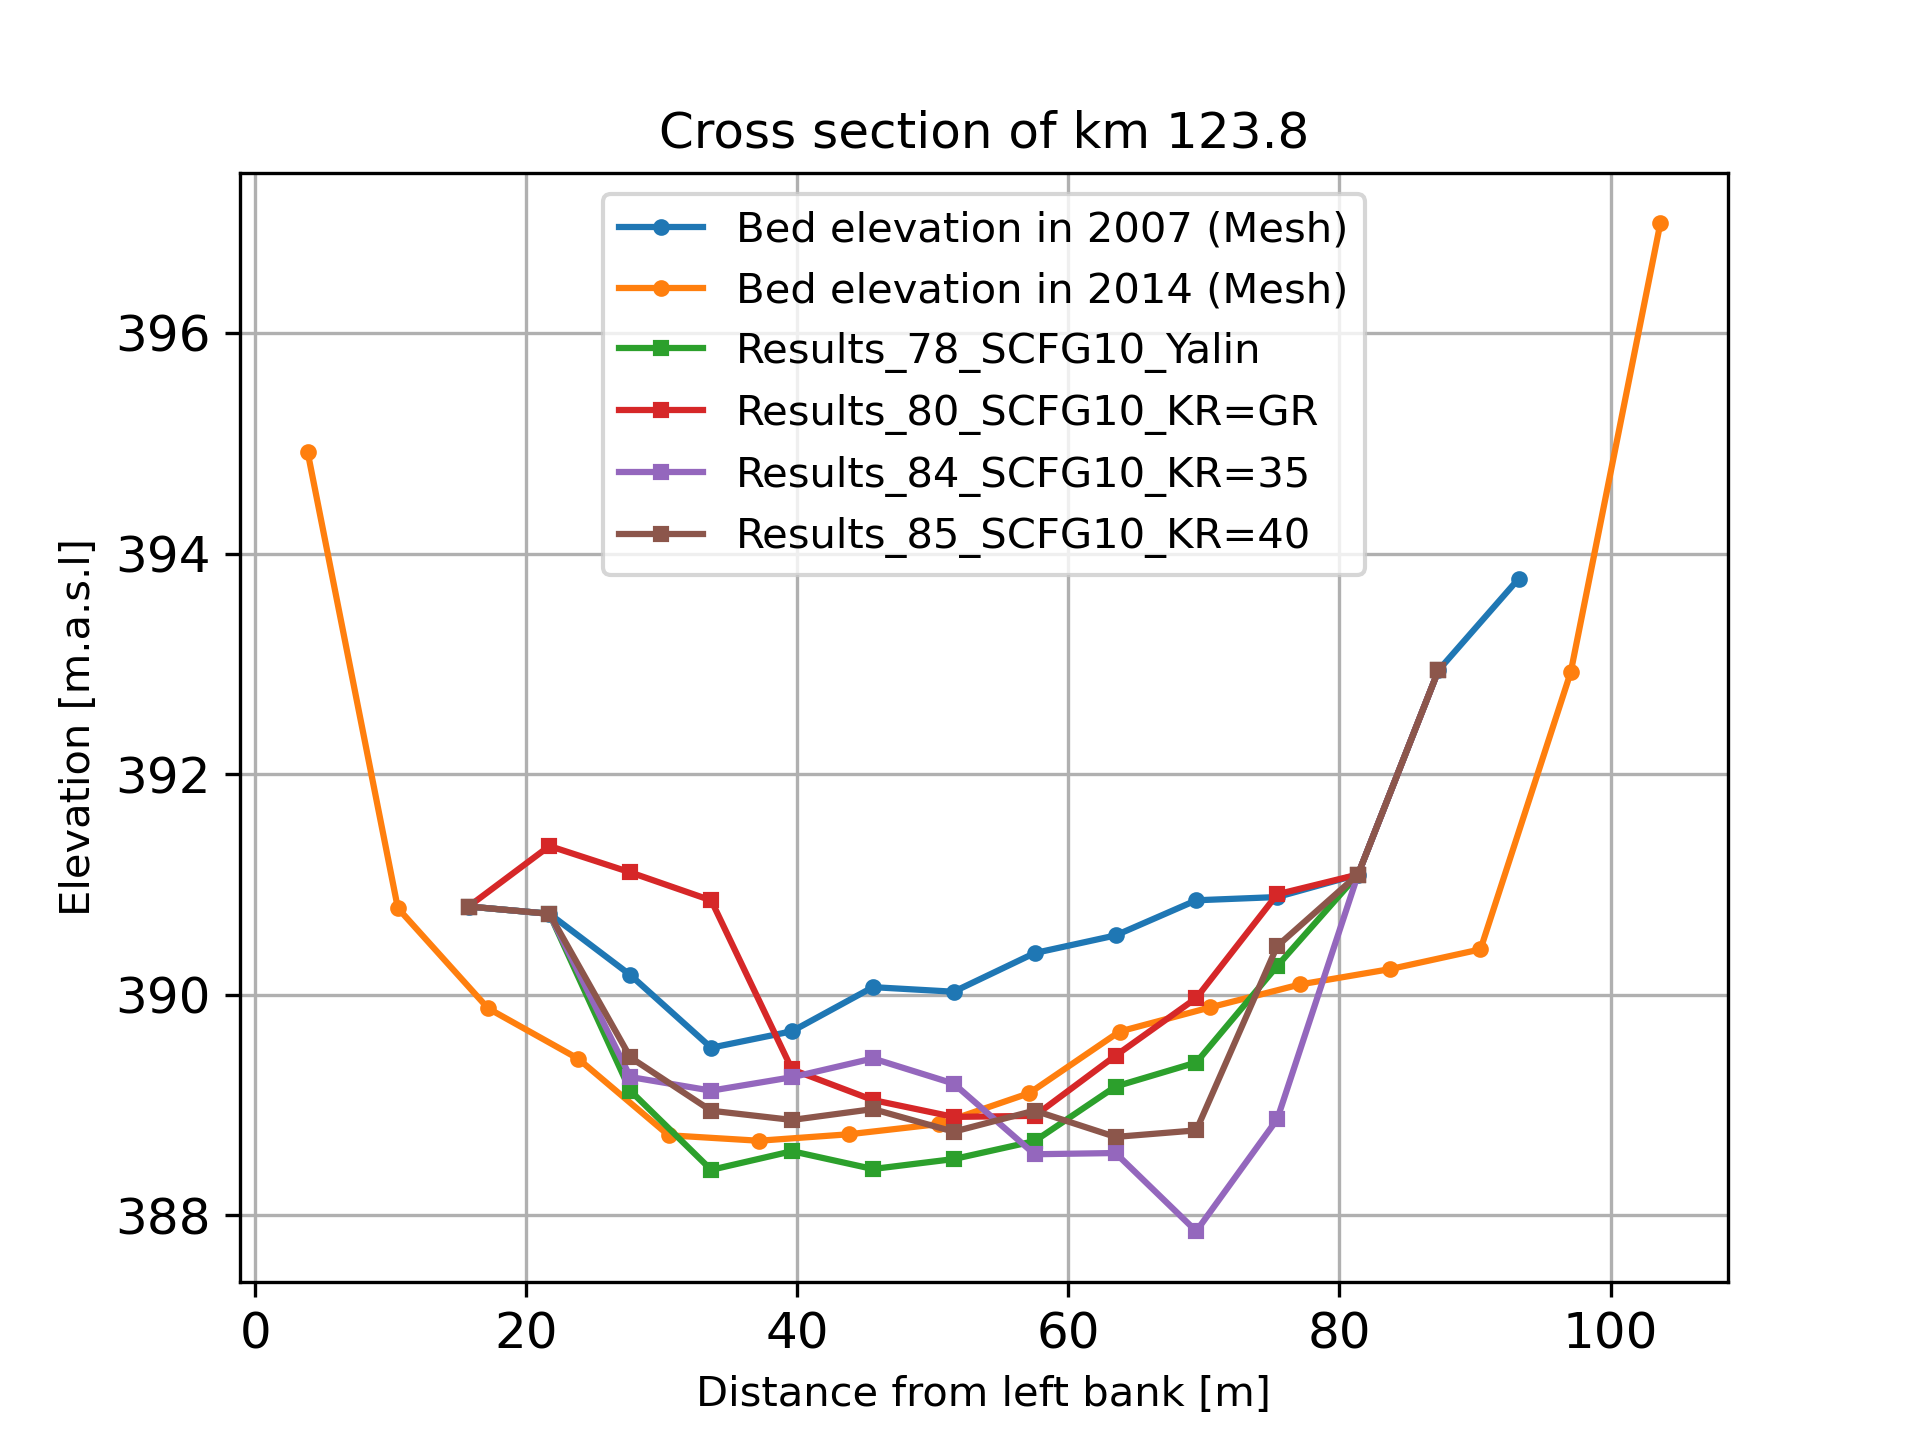 Cross section of km 123.8
Bed elevation in 2007 (Mesh)
Bed elevation in 2014 (Mesh)
Results_78_SCFG10_Yalin
Results_80_SCFG10_KR=GR
Results_84_SCFG10_KR=35
Results_85_SCFG10_KR=40
Elevation [m.a.s.l]
396
394
392
390
388
0 20 40 60 80 100
Distance from left bank [m]